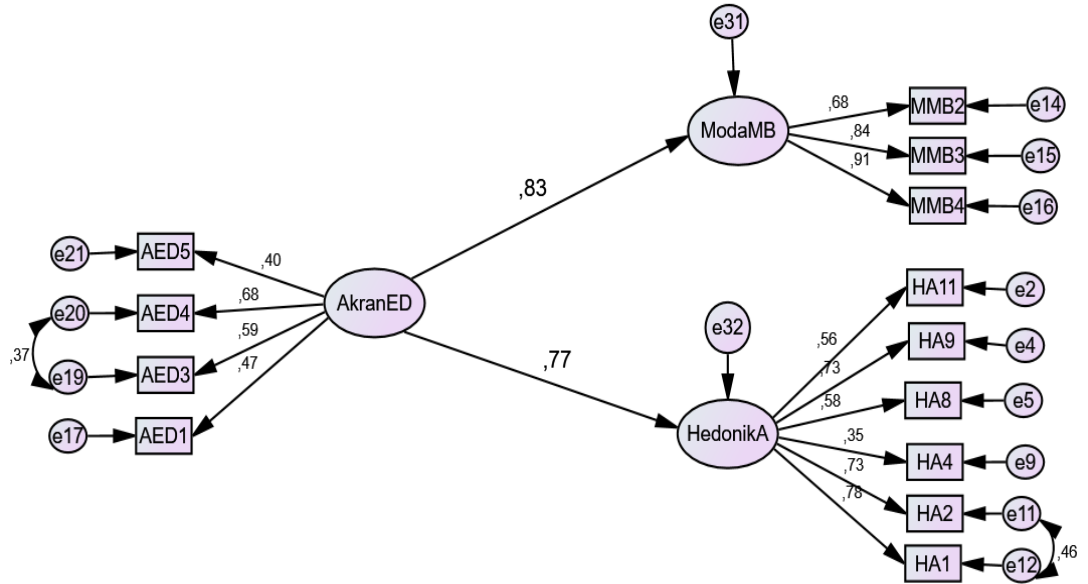 e31
ModaMB
,68
MMB2
e14
,84
MMB3
e15
,91
MMB4
e16
,83
e21
AED5
,40
e20
AED4
,68
AkranED
,37
e19
AED3
,59
e17
AED1
,47
,77
e32
HedonikA
,56
HA11
e2
,73
HA9
e4
,58
HA8
e5
,35
HA4
e9
,73
HA2
e11
,78
HA1
e12
,46